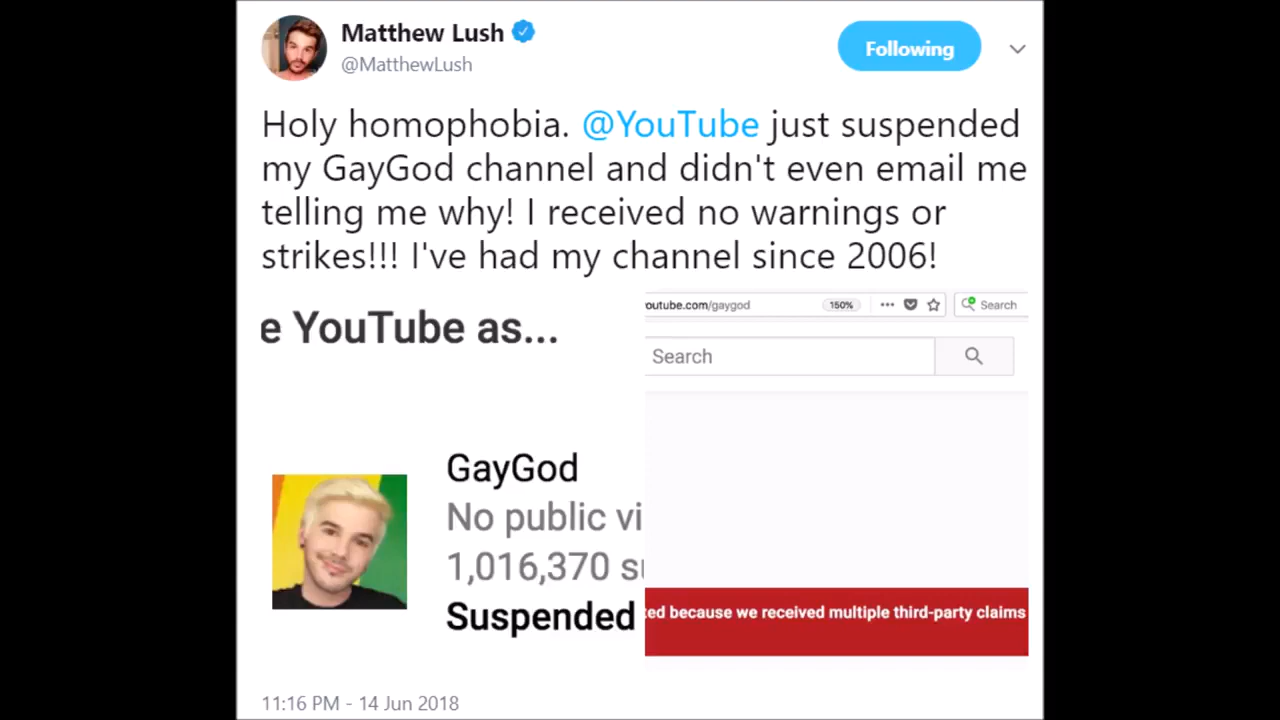 Matthew Lush
Following
@MatthewLush
Holy homophobia. @YouTube just suspended
my GayGod channel and didn't even email me
telling me why! I received no warnings or
strikes!!! I've had my channel since 2006!
e YouTube as...
GayGod
No public vi
1,016,370 su
Suspended
outube.com/gaygod
150%
Search
Search
ted because we received multiple third-party claims
11:16 PM - 14 Jun 2018